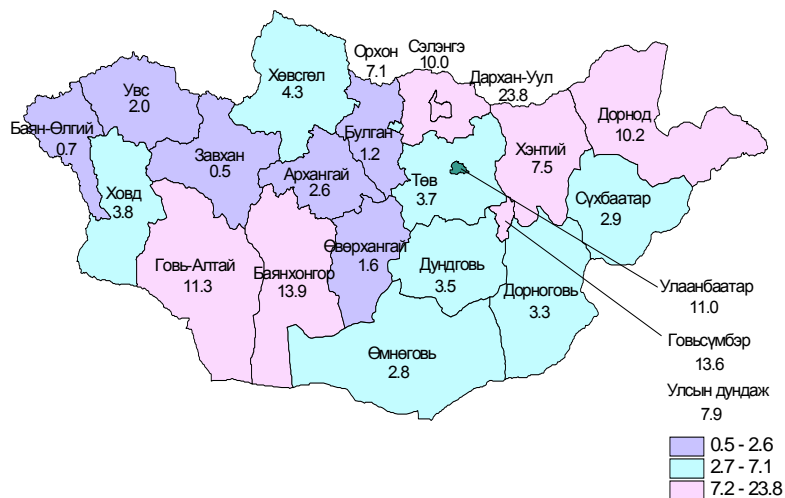 Сэлэнгэ
10.0
Орхон
7.1
Дархан-Уул
23.8
Хөвсгөл
4.3
Увс
2.0
Дорнод
10.2
Баян-Өлгий
0.7
Булган
1.2
Хэнтий
7.5
Завхан
0.5
Архангай
2.6
Төв
3.7
Ховд
3.8
Сүхбаатар
2.9
Өвөрхангай
1.6
Говь-Алтай
11.3
Баянхонгор
13.9
Дундговь
3.5
Дорноговь
3.3
Улаанбаатар
11.0
Өмнөговь
2.8
Говьсүмбэр
13.6
Улсын дундаж
7.9
0.5 - 2.6
2.7 - 7.1
7.2 - 23.8